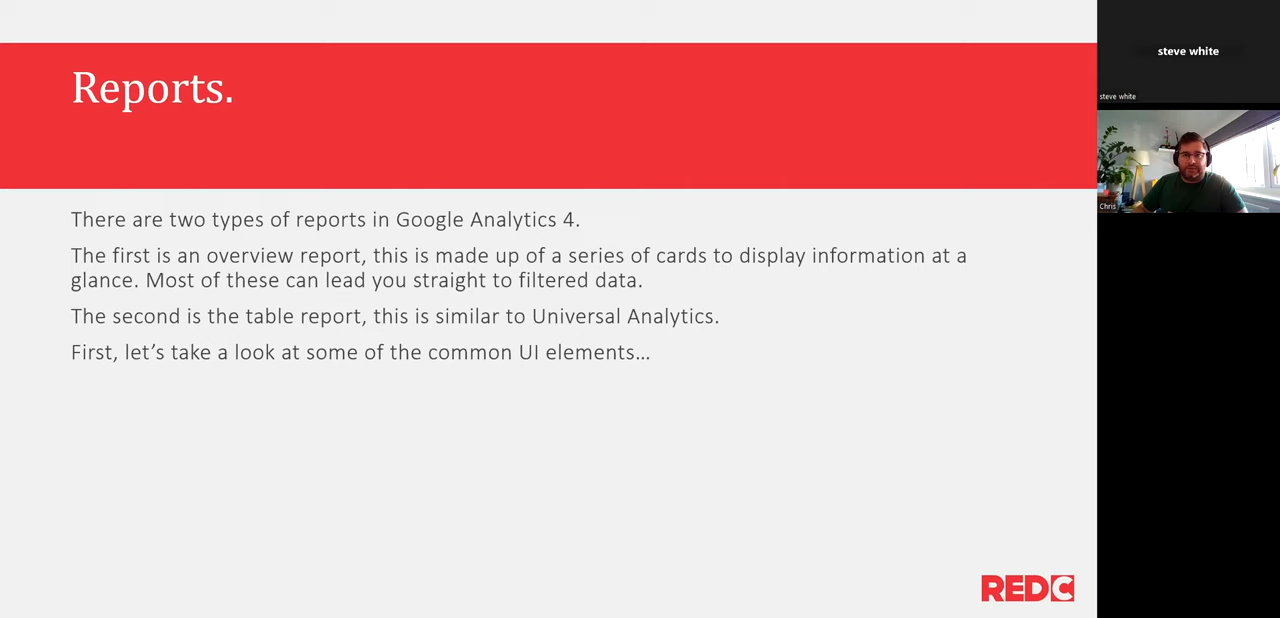 Reports.
There are two types of reports in Google Analytics 4.
The first is an overview report, this is made up of a series of cards to display information at a
glance. Most of these can lead you straight to filtered data.
The second is the table report, this is similar to Universal Analytics.
First, let’s take a look at some of the common UI elements…
REDC
steve white
steve white
Chris